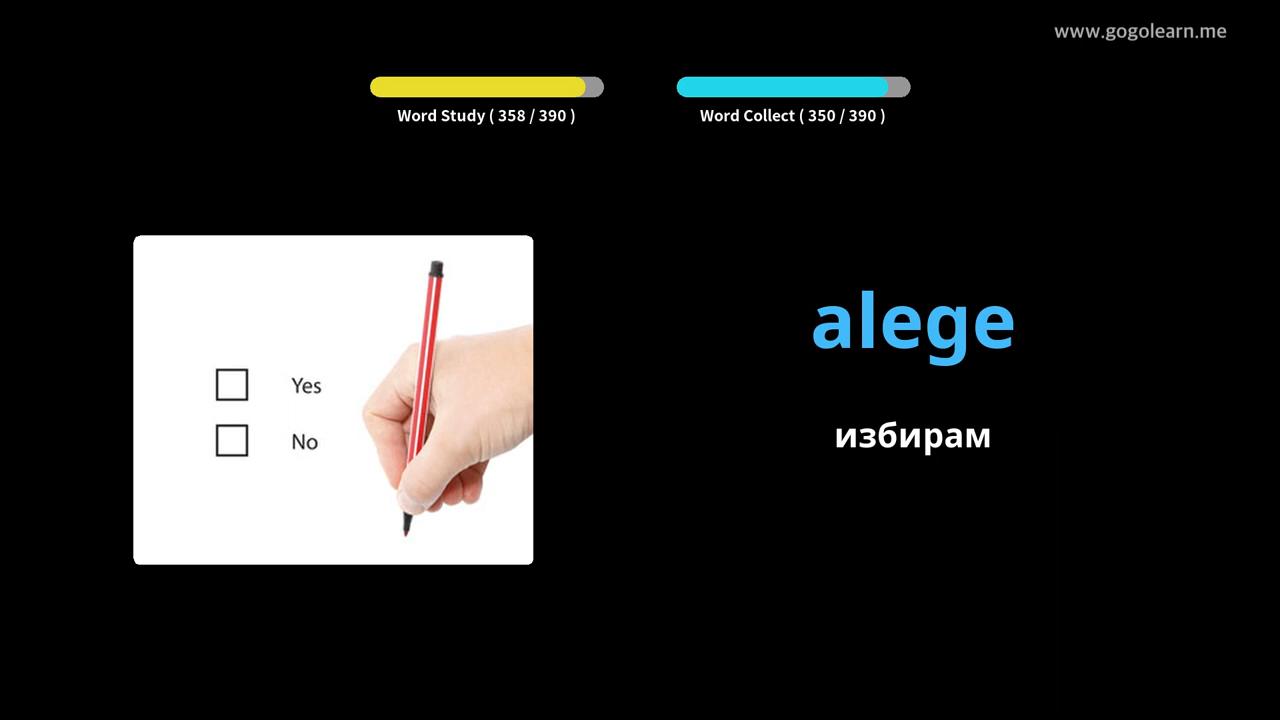 www.gogolearn.me
Word Study ( 358 / 390 )
Word Collect ( 350 / 390 )
alege
избирам
Yes
No